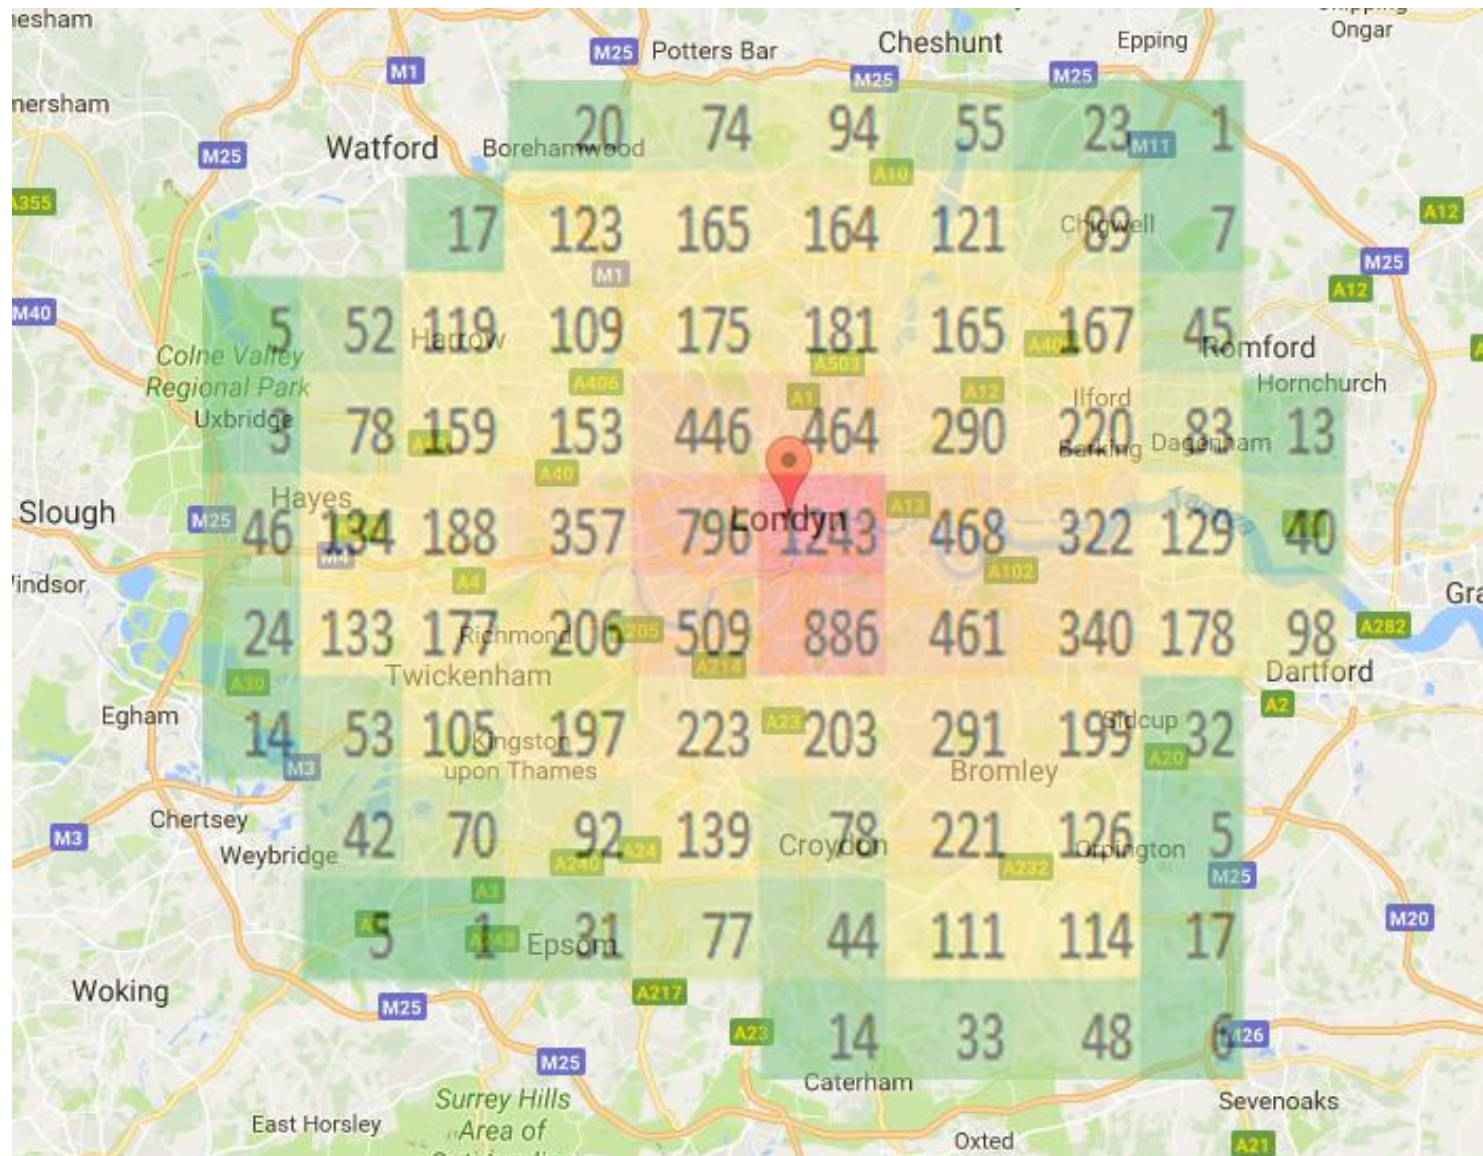 nesham
Ongar
M25 Potters Bar
Cheshunt
Epping
M1
M25
M25
mersham
20 74 94 55 23 1
Watford
Borehamwood
M25
M11
A10
A355
A12
17 123 165 164 121 89 7
Chigwell
M1
M25
A12
M40
5 52 119 109 175 181 165 167 45
Harrow
Romford
Colne Valley
Regional Park
A503
Hornchurch
A406
A1
A12
Ilford
Uxbridge
3 78 159 153 446 464 290 220 83 13
Barking
Dagenham
A40
Hayes
Slough
M25
A13
Londyn
46 134 188 357 796 1243 468 322 129 40
M4
A4
A102
Gra
24 133 177 206 509 886 461 340 178 98
Richmond
A205
A282
A214
Twickenham
Dartford
A30
Egham
A2
14 53 105 197 223 203 291 199 32
A23
Sidcup
Kingston
upon Thames
A20
M3
Bromley
Chertsey
M3
Weybridge
42 70 92 139 78 221 126 5
A24
A240
Croydon
Orpington
A232
M25
A3
M20
5 1 31 77 44 111 114 17
A243
Epsom
Woking
M25
A217
A23
14 33 48 6
M26
M25
Caterham
Surrey Hills
Area of
East Horsley
Sevenoaks
Oxted
A21